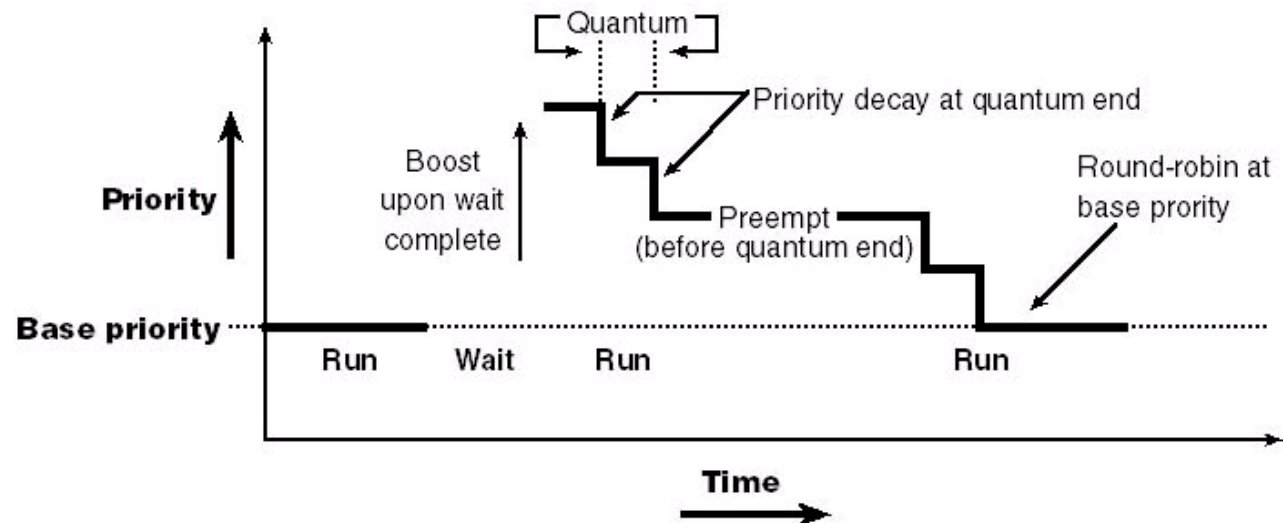 Quantum
Priority decay at quantum end
Boost
upon wait
complete
Round-robin at
base prority
Priority
Preempt
(before quantum end)
Base priority
Run
Wait
Run
Run
Time